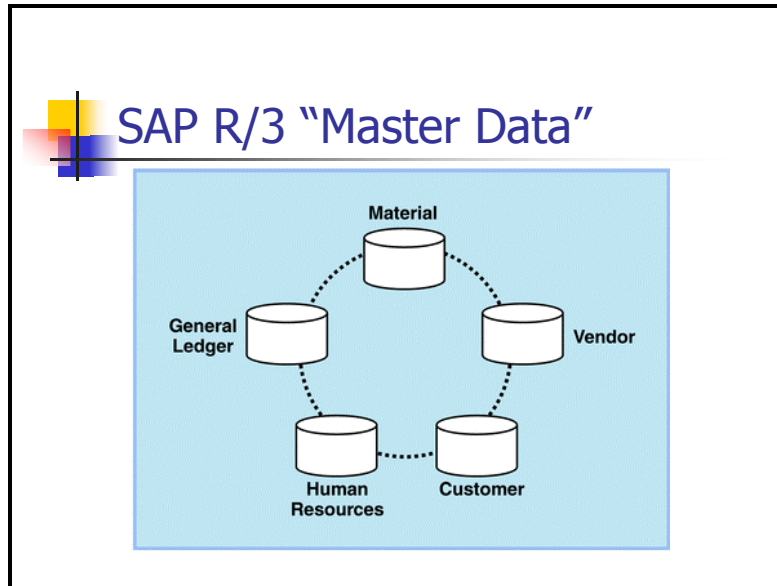 SAP R/3 “Master Data”
Material
General
Ledger
Vendor
Human
Resources
Customer